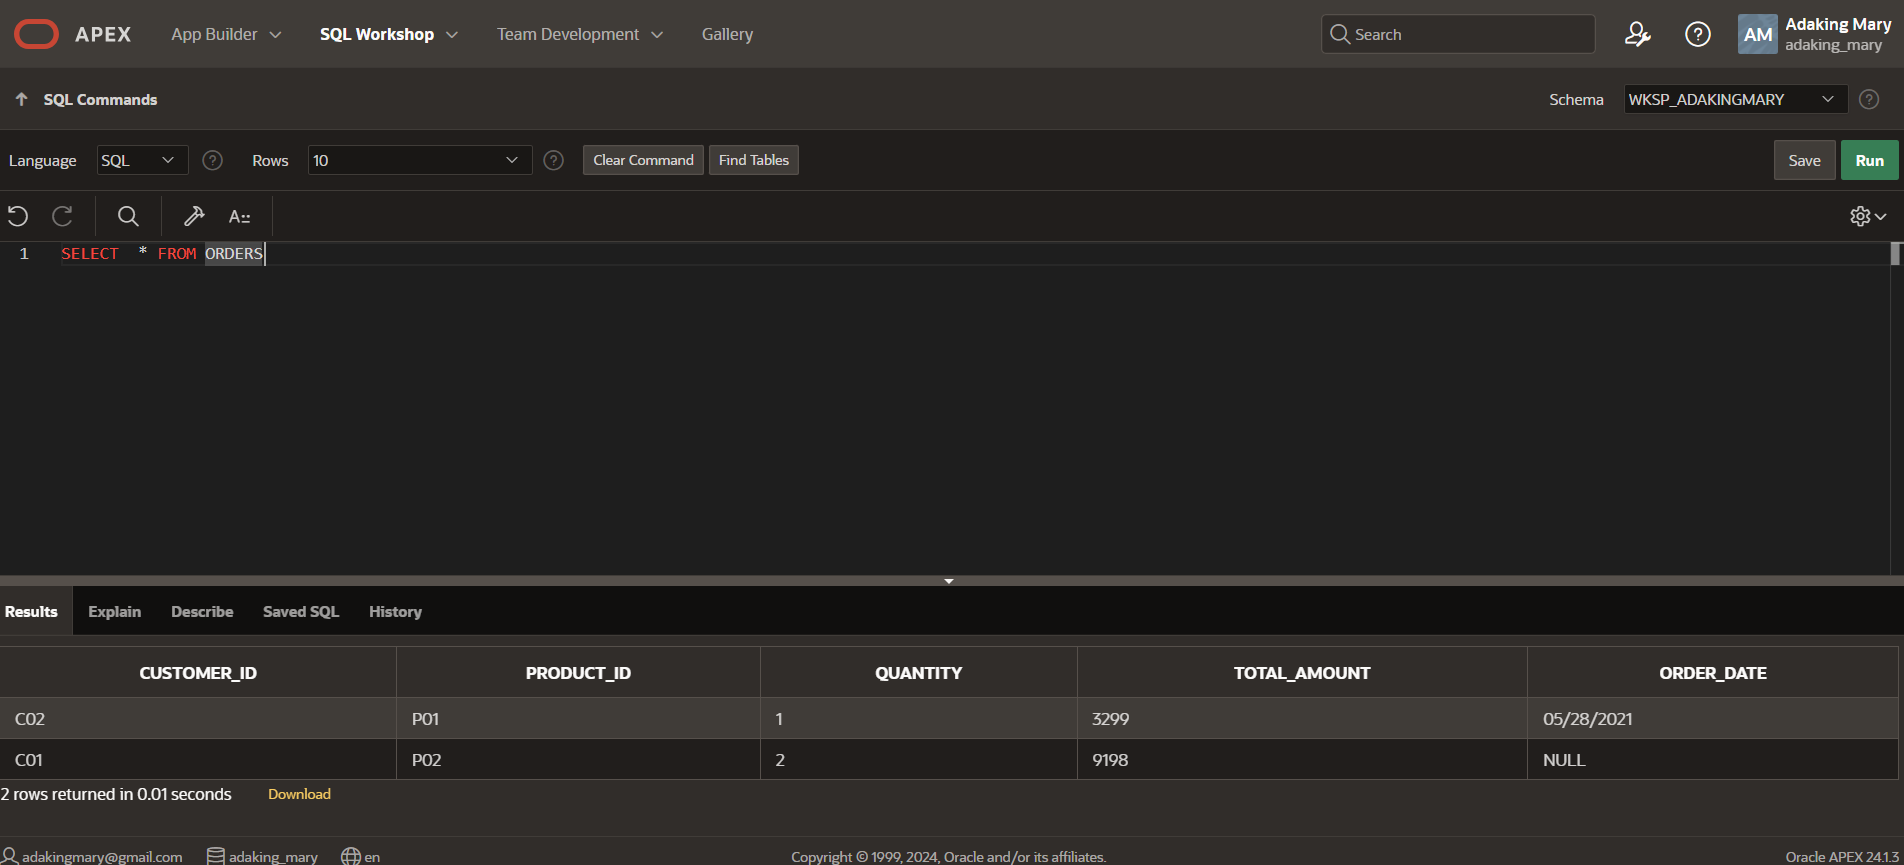 APEX App Builder SQL Workshop Team Development Gallery Search AM Adaking Mary
adaking_mary
SQL Commands Schema WKSP_ADAKINGMARY ?
Language SQL ? Rows 10 ? Clear Command Find Tables Save Run
A::
1 SELECT * FROM ORDERS
Results Explain Describe Saved SQL History
CUSTOMER_ID PRODUCT_ID QUANTITY TOTAL_AMOUNT ORDER_DATE
C02 P01 1 3299 05/28/2021
C01 P02 2 9198 NULL
2 rows returned in 0.01 seconds Download
adakingmary@gmail.com adaking_mary en Copyright © 1999, 2024, Oracle and/or its affiliates. Oracle APEX 24.1.3